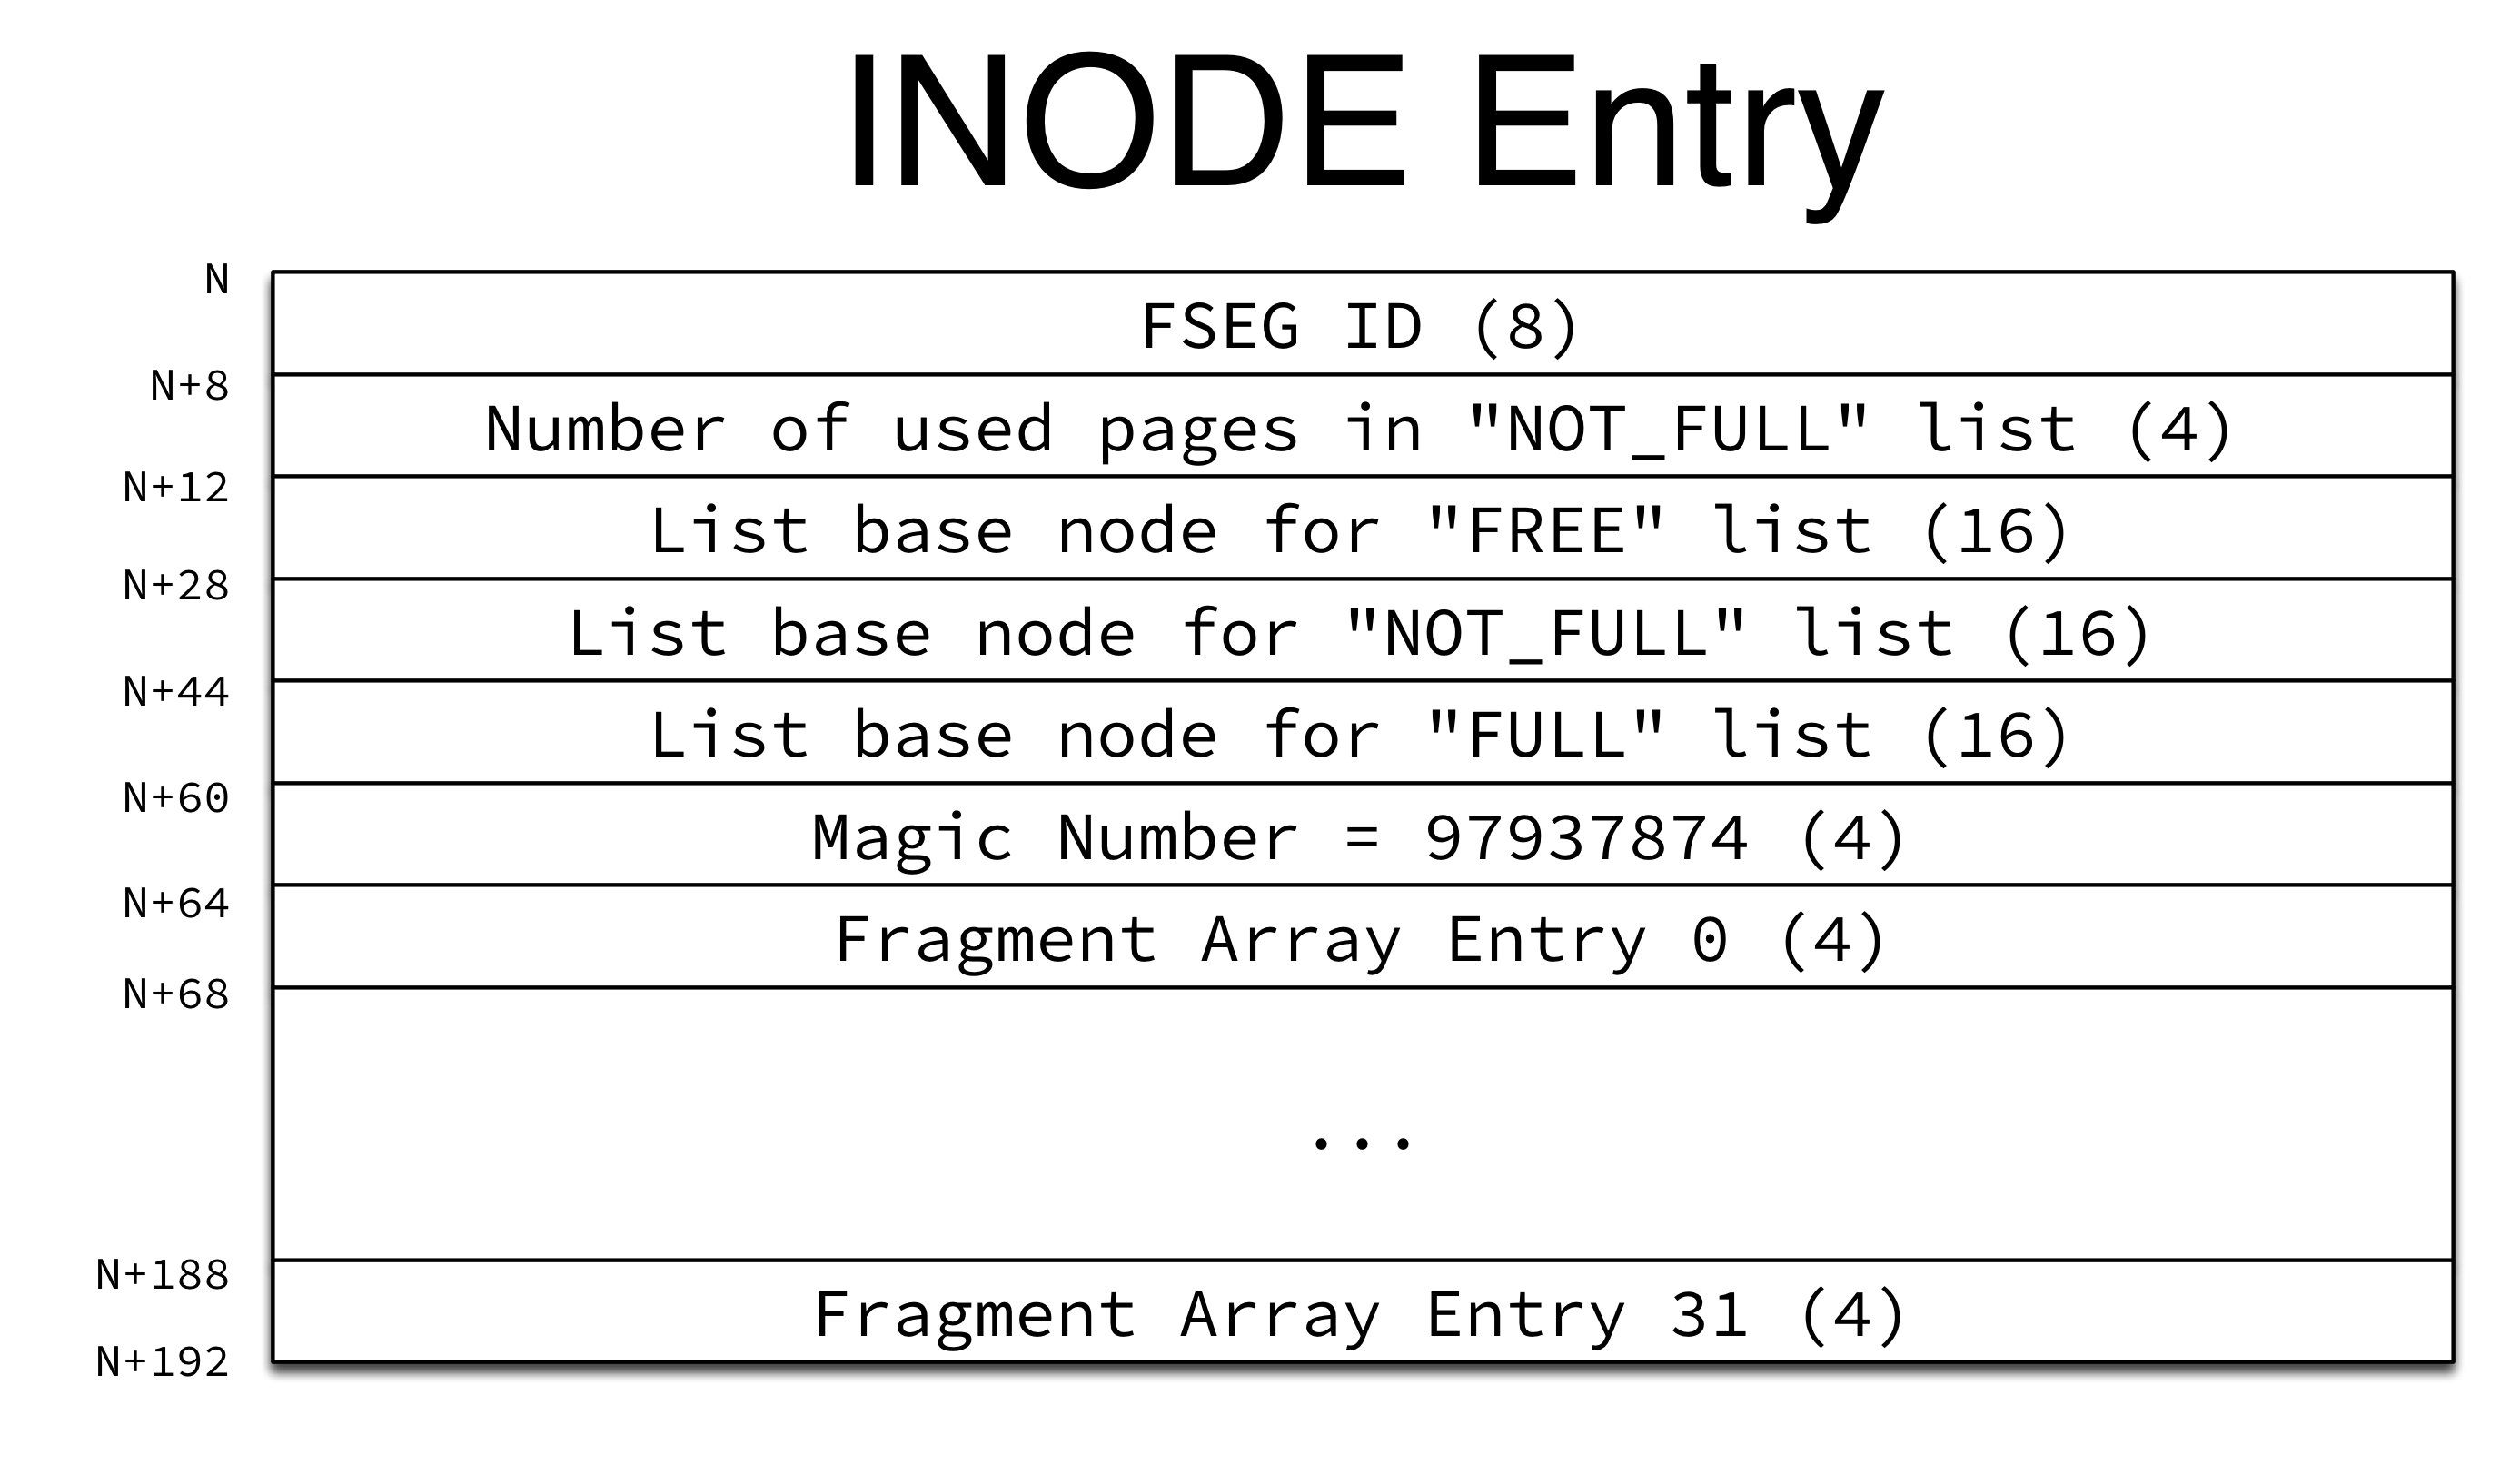 INODE Entry
N
FSEG ID (8)
N+8
Number of used pages in "NOT_FULL" list (4)
N+12
List base node for "FREE" list (16)
N+28
List base node for "NOT_FULL" list (16)
N+44
List base node for "FULL" list (16)
N+60
Magic Number = 97937874 (4)
N+64
Fragment Array Entry 0 (4)
N+68
...
N+188
Fragment Array Entry 31 (4)
N+192